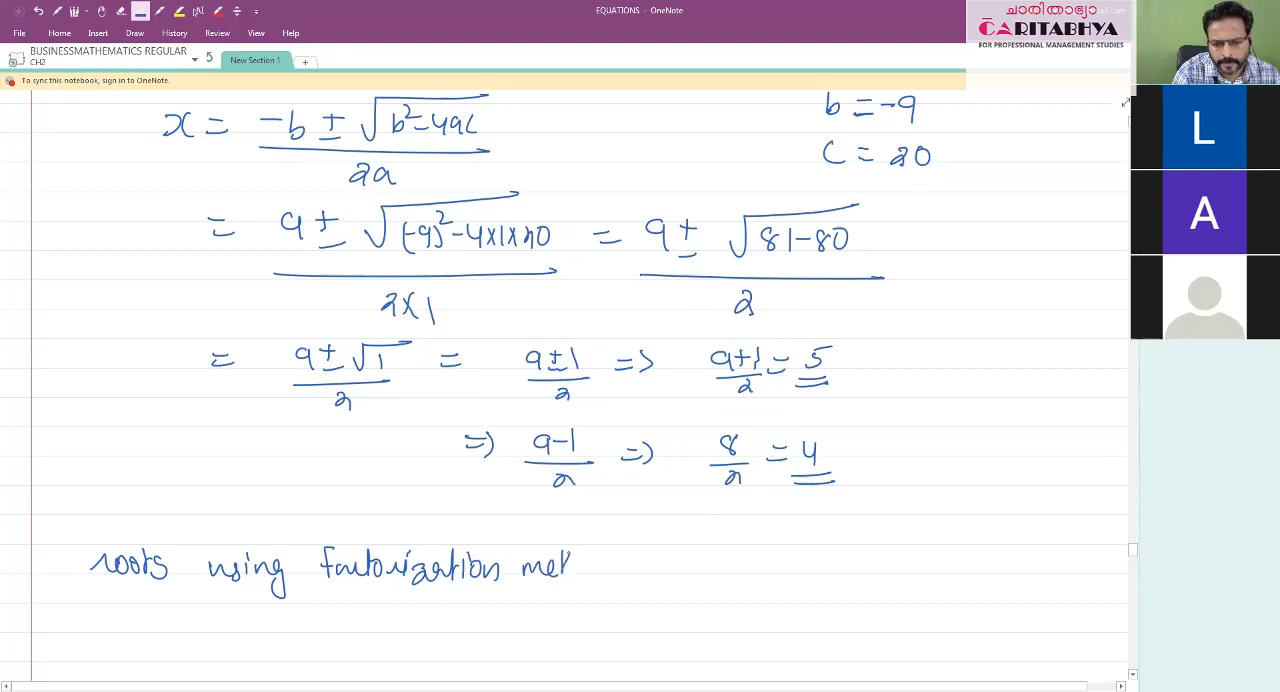 EQUATIONS - OneNote
File Home Insert Draw History Review View Help
ചാരിതാഭ്യാ
CARITABHYA
FOR PROFESSIONAL MANAGEMENT STUDIES
BUSINESSMATHEMATICS REGULAR
CH2
New Section 1 +
To sync this notebook, sign in to OneNote.
x = (-b ± √(b² - 4ac)) / 2a
b = -9
c = 20
= (9 ± √((-9)² - 4×1×20)) / 2×1 = (9 ± √(81-80)) / 2
= (9 ± √1) / 2 = (9 ± 1) / 2 => (9+1) / 2 = 5
=> (9-1) / 2 => 8/2 = 4
roots using factorization met
L
A